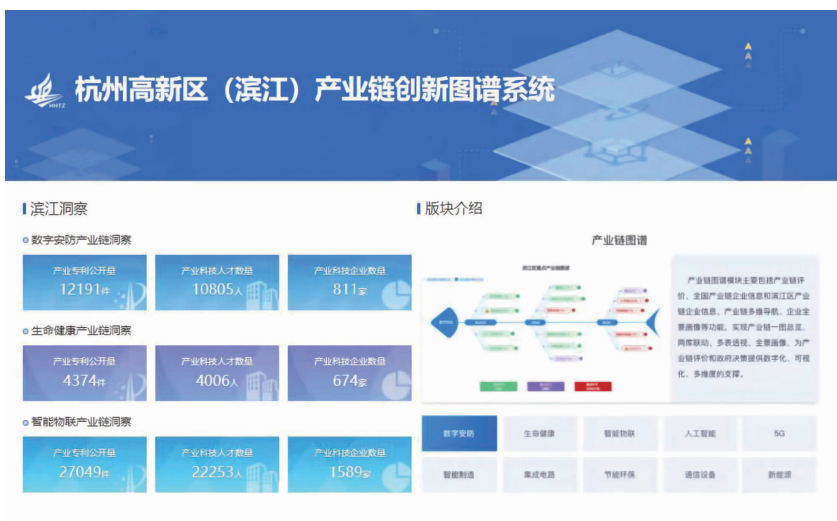 HHTZ
杭州高新区（滨江）产业链创新图谱系统
滨江洞察
数字安防产业链洞察
产业专利公开量
12191件
产业科技人才数量
10805人
产业科技企业数量
811家
生命健康产业链洞察
产业专利公开量
4374件
产业科技人才数量
4006人
产业科技企业数量
674家
智能物联产业链洞察
产业专利公开量
27049件
产业科技人才数量
22253人
产业科技企业数量
1589家
版块介绍
产业链图谱
滨江区重点产业链图谱
产业链图谱模块主要包括产业链评
价、全国产业链企业信息和滨江区产业
链企业信息、产业链多维导航、企业全
景画像等功能，实现产业链一图总览、
两库联动、多表透视、全景画像，为产
业链评价和政府决策提供数字化、可视
化、多维度的支撑。
数字安防
生命健康
智能物联
人工智能
5G
智能制造
集成电路
节能环保
通信设备
新能源